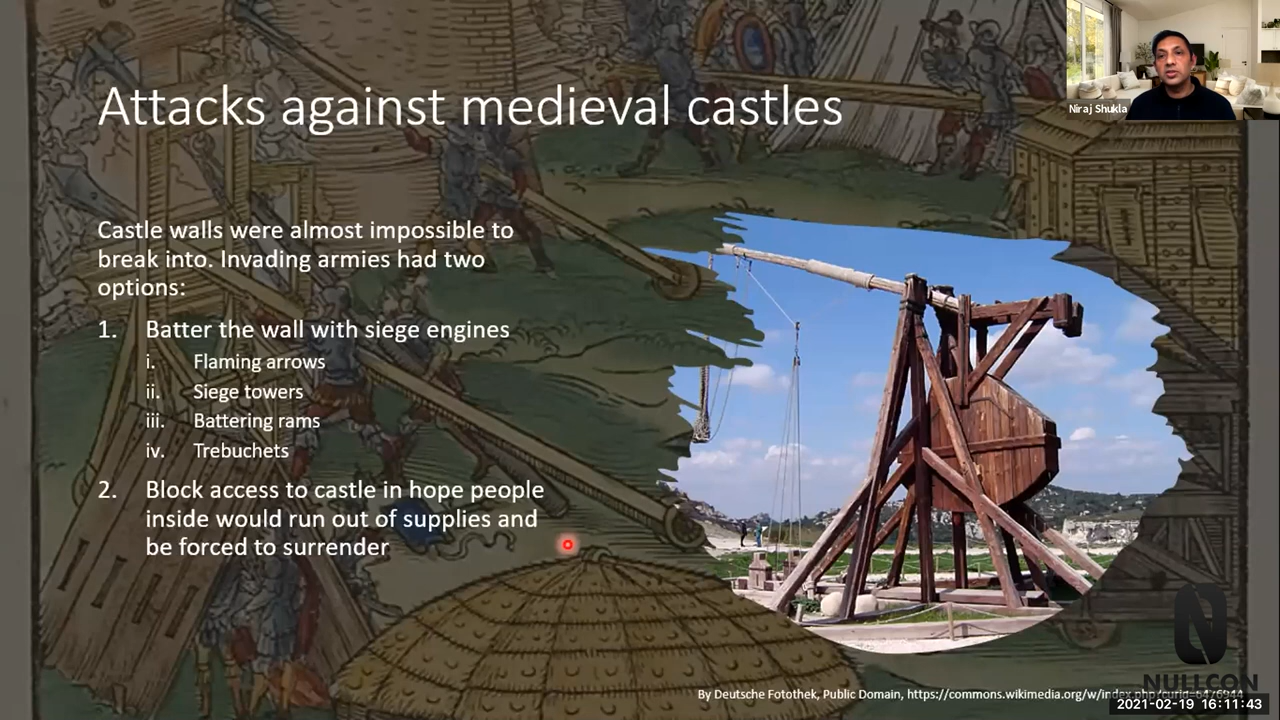 Attacks against medieval castles
Niraj Shukla
Castle walls were almost impossible to
break into. Invading armies had two
options:
1. Batter the wall with siege engines
i. Flaming arrows
ii. Siege towers
iii. Battering rams
iv. Trebuchets
2. Block access to castle in hope people
inside would run out of supplies and
be forced to surrender
NULLCON
By Deutsche Fotothek, Public Domain, https://commons.wikimedia.org/w/index.php?curid=6476944
2021-02-19 16:11:43